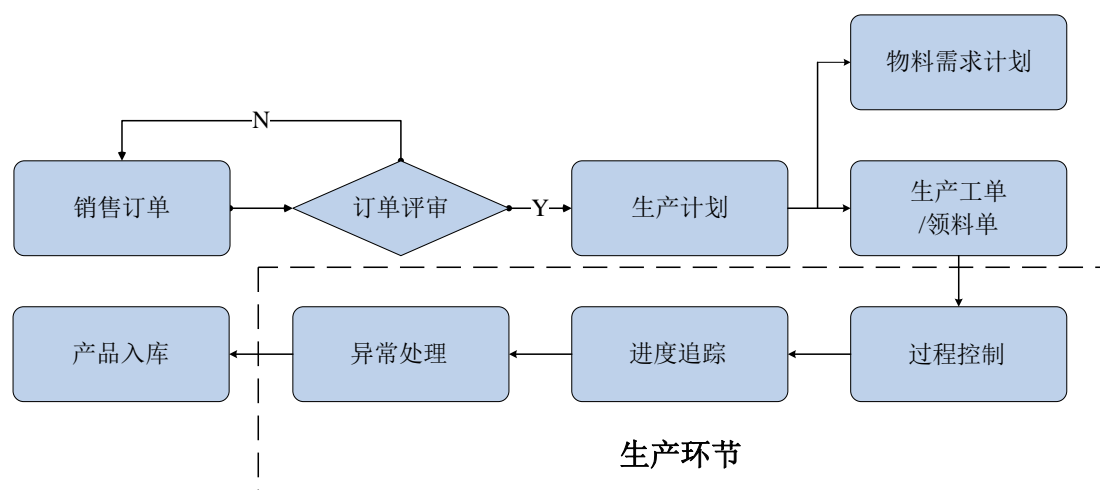 物料需求计划
N
销售订单
订单评审
Y
生产计划
生产工单
/领料单
产品入库
异常处理
进度追踪
过程控制
生产环节